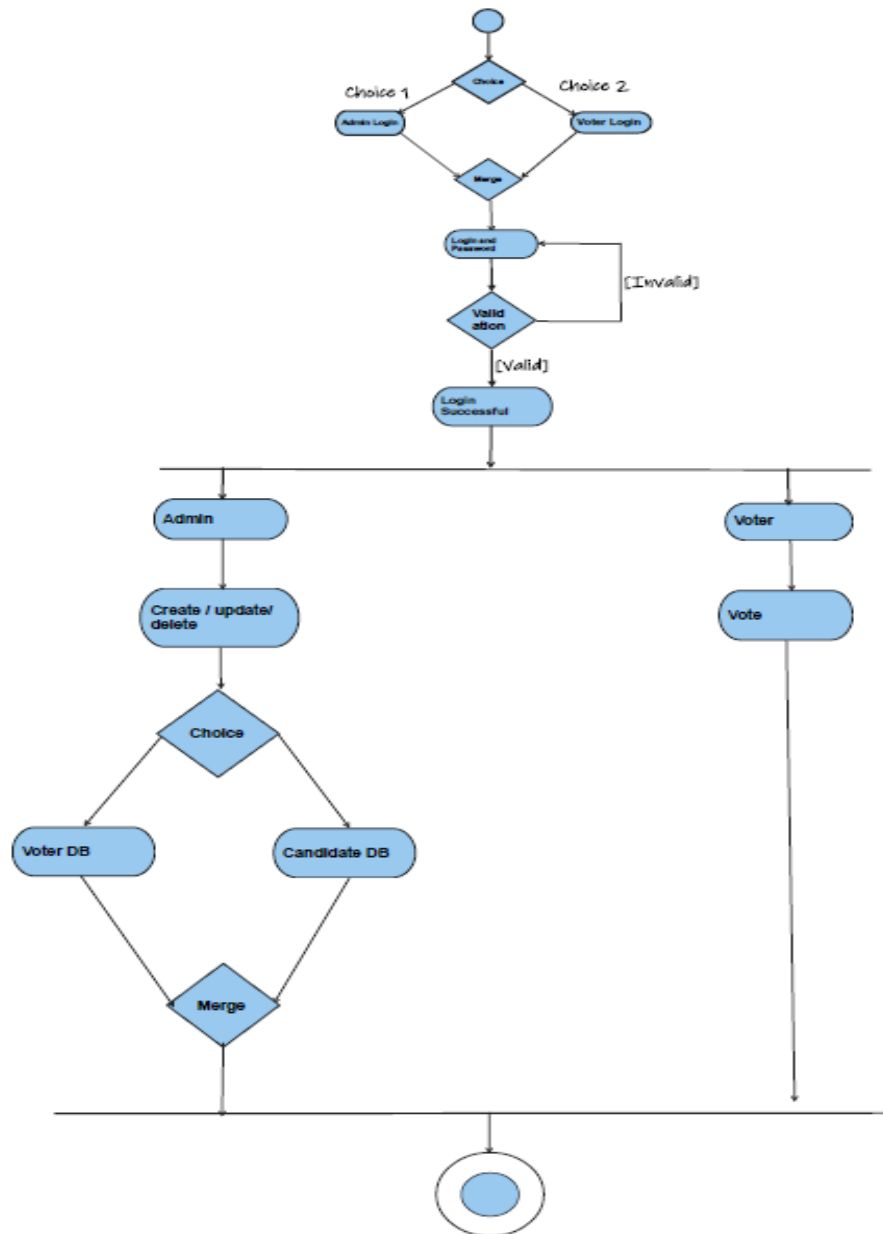 Choice
Choice 1
Choice 2
Admin Login
Voter Login
Merge
Login and
Password
[Invalid]
Valid
ation
[Valid]
Login
Successful
Admin
Voter
Create / update/
delete
Vote
Choice
Voter DB
Candidate DB
Merge